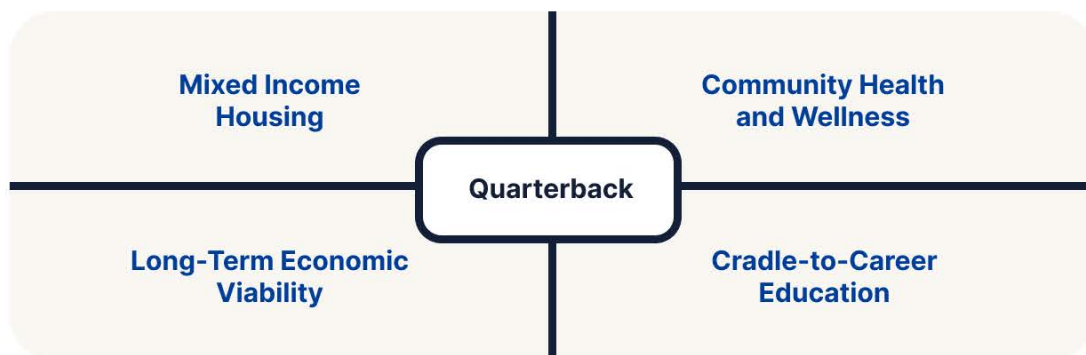 Mixed Income
Housing
Community Health
and Wellness
Quarterback
Long-Term Economic
Viability
Cradle-to-Career
Education